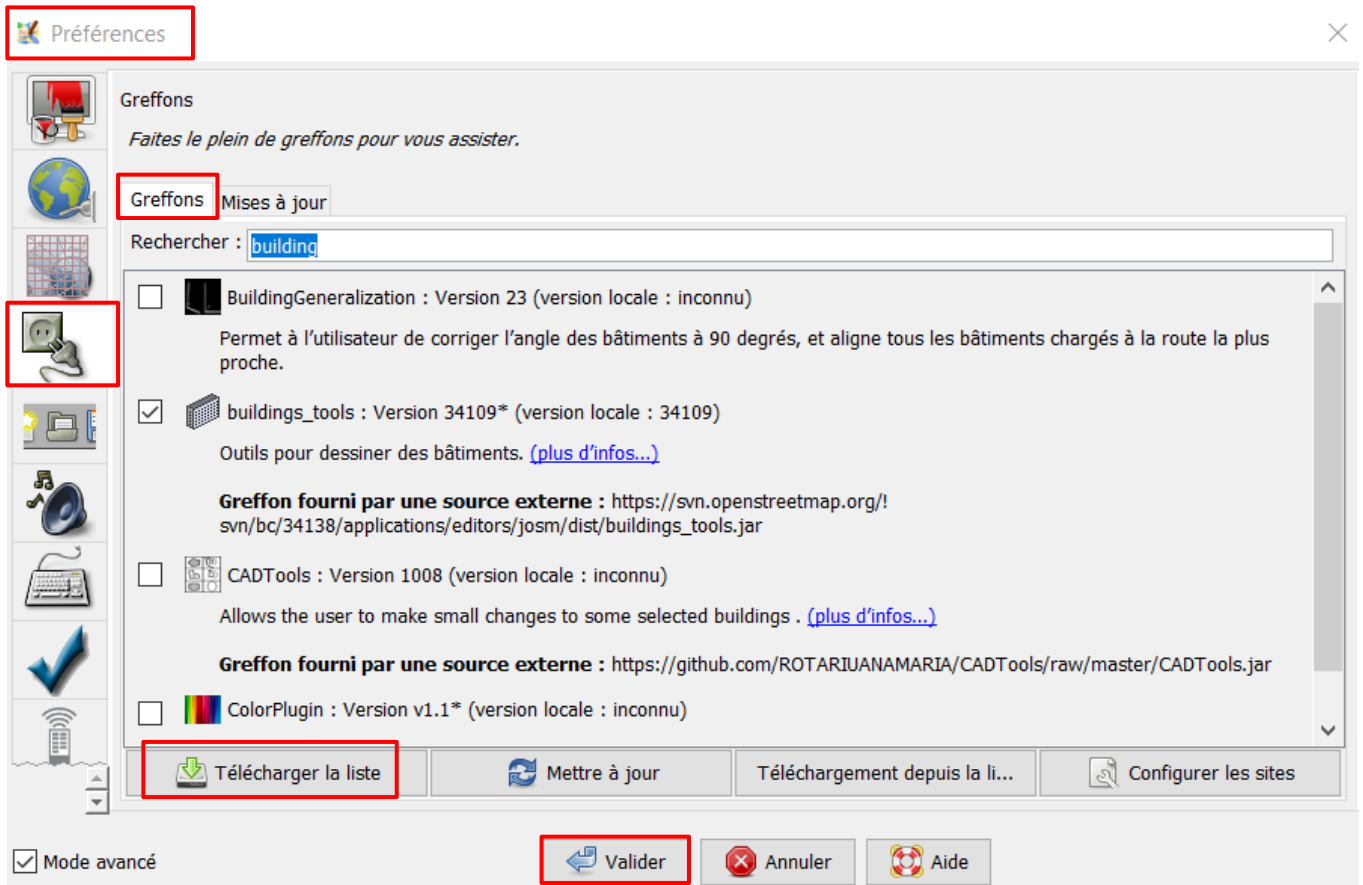 Préférences
Greffons
Faites le plein de greffons pour vous assister.
Greffons Mises à jour
Rechercher : building
BuildingGeneralization : Version 23 (version locale : inconnu)
Permet à l’utilisateur de corriger l’angle des bâtiments à 90 degrés, et aligne tous les bâtiments chargés à la route la plus
proche.
buildings_tools : Version 34109* (version locale : 34109)
Outils pour dessiner des bâtiments. (plus d’infos...)
Greffon fourni par une source externe : https://svn.openstreetmap.org/!
svn/bc/34138/applications/editors/josm/dist/buildings_tools.jar
CADTools : Version 1008 (version locale : inconnu)
Allows the user to make small changes to some selected buildings . (plus d’infos...)
Greffon fourni par une source externe : https://github.com/ROTARIUANAMARIA/CADTools/raw/master/CADTools.jar
ColorPlugin : Version v1.1* (version locale : inconnu)
Télécharger la liste Mettre à jour Téléchargement depuis la li... Configurer les sites
Mode avancé Valider Annuler Aide